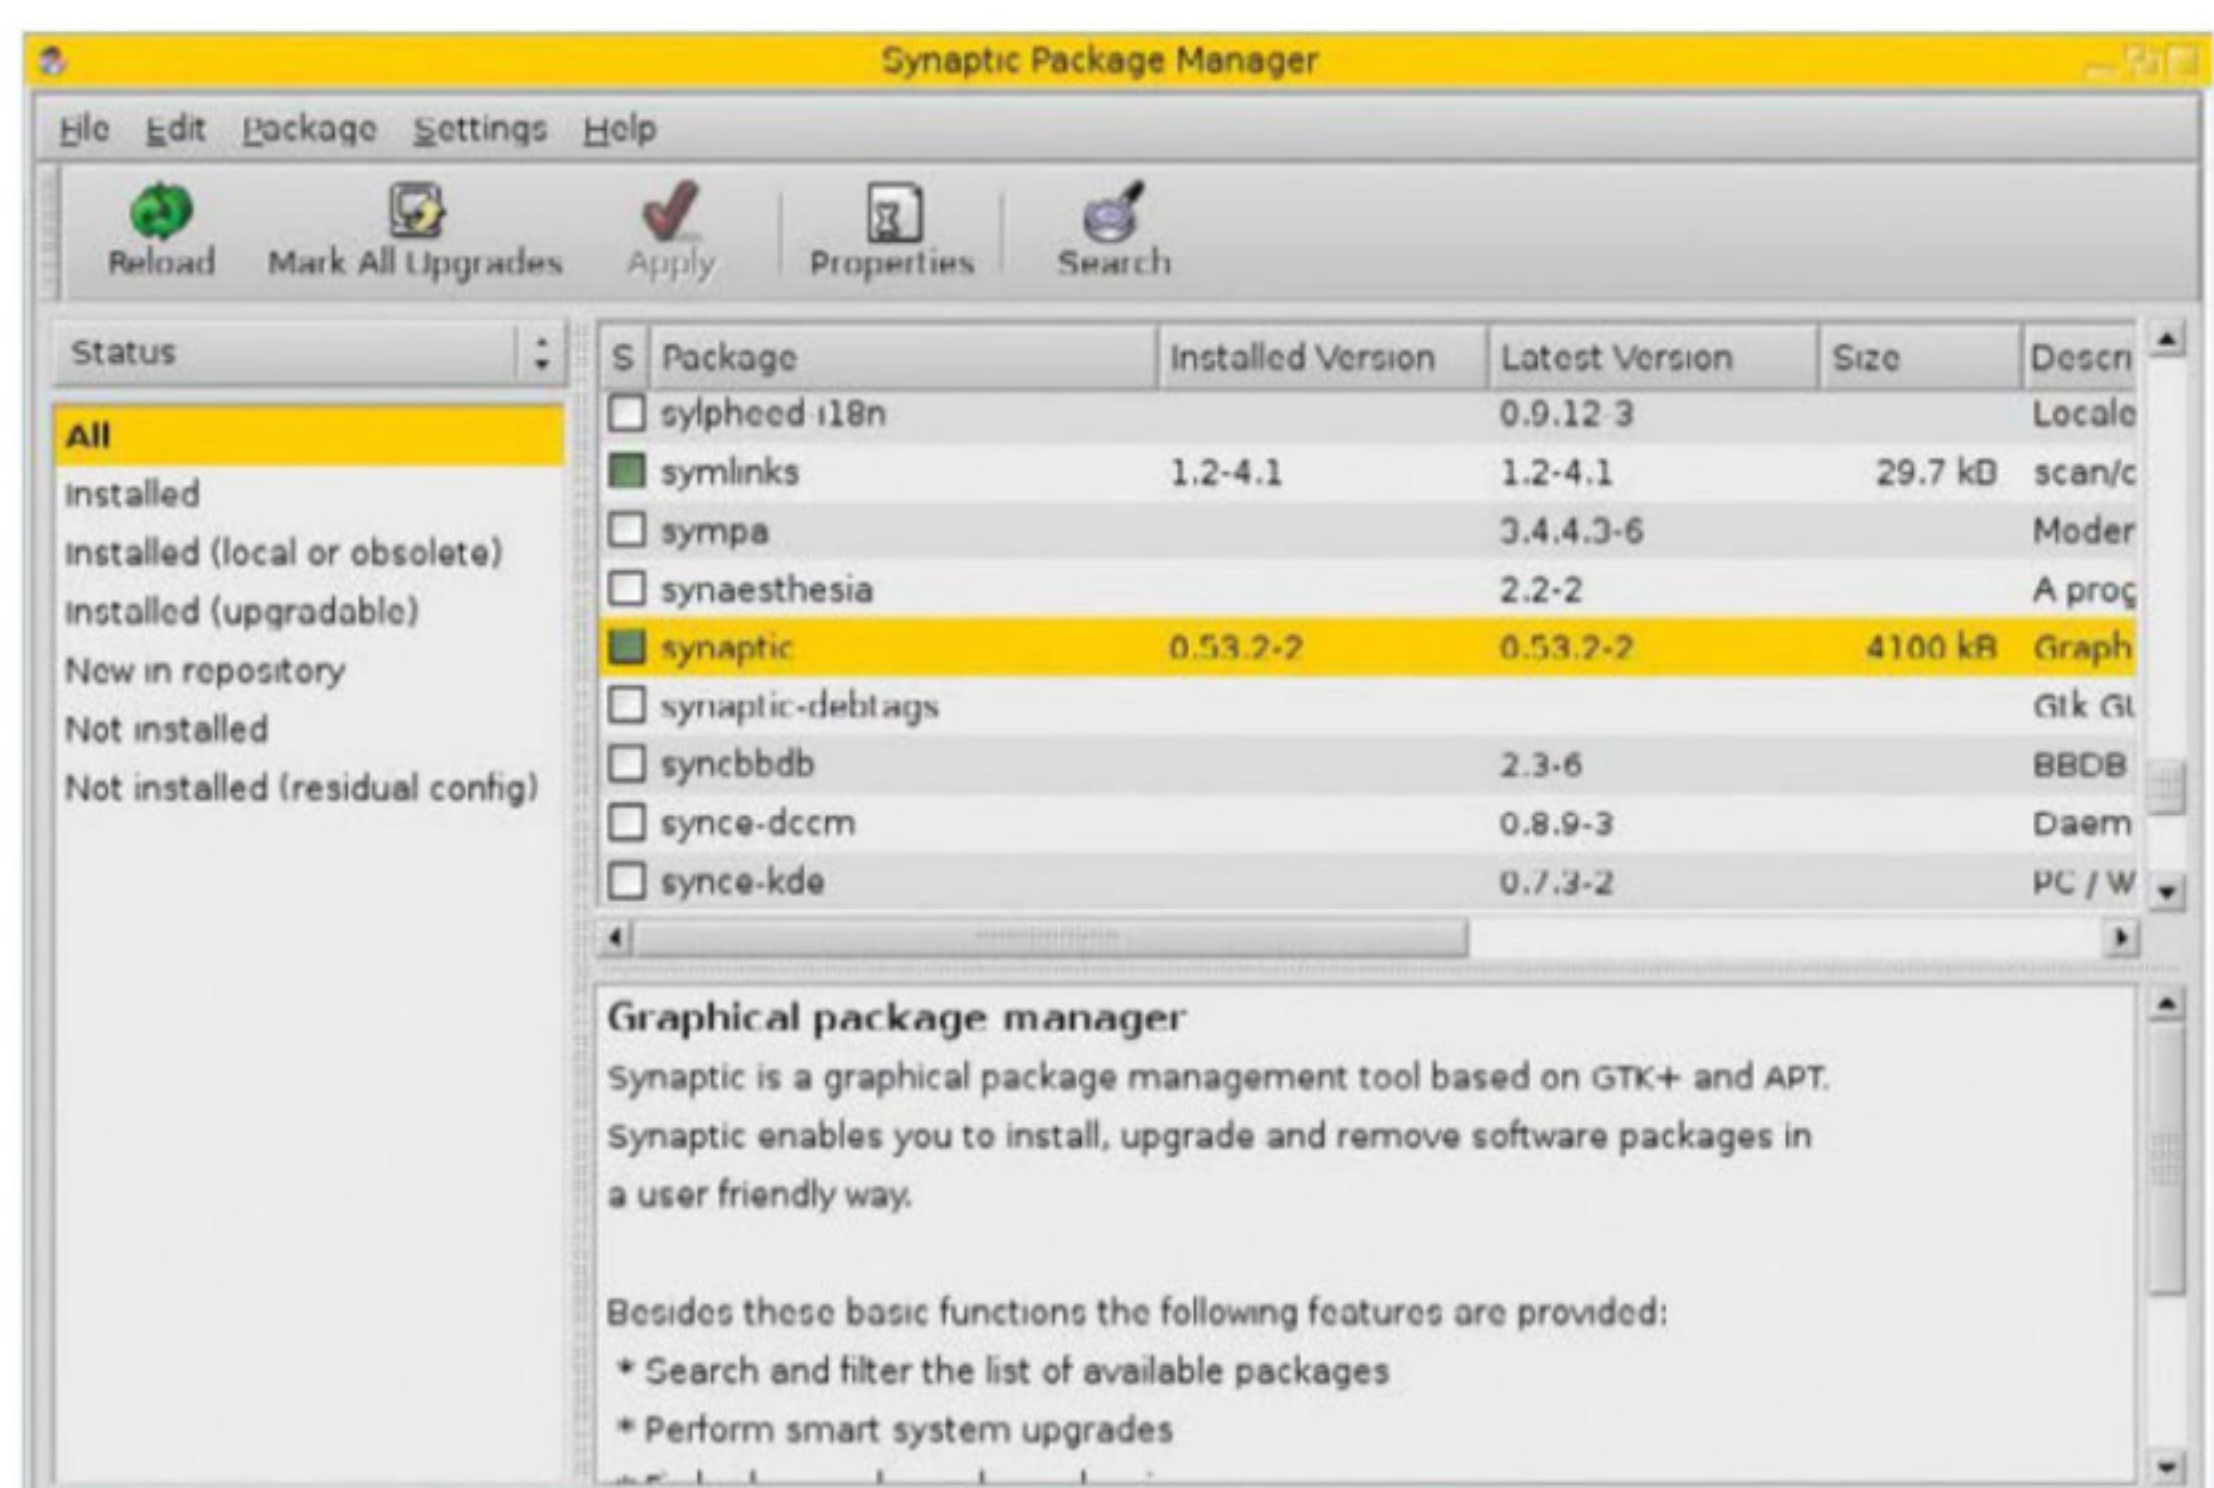 Synaptic Package Manager
File Edit Package Settings Help
Reload Mark All Upgrades Apply Properties Search
Status
All
Installed
Installed (local or obsolete)
Installed (upgradable)
New in repository
Not installed
Not installed (residual config)
S Package Installed Version Latest Version Size Descri
sylpheed-i18n 0.9.12-3 Locale
symlinks 1.2-4.1 1.2-4.1 29.7 kB scan/c
sympa 3.4.4.3-6 Moder
synaesthesia 2.2-2 A prog
synaptic 0.53.2-2 0.53.2-2 4100 kB Graph
synaptic-debtags Gtk GU
syncbbdb 2.3-6 BBDB
synce-dccm 0.8.9-3 Daem
synce-kde 0.7.3-2 PC / W
Graphical package manager
Synaptic is a graphical package management tool based on GTK+ and APT.
Synaptic enables you to install, upgrade and remove software packages in
a user friendly way.
Besides these basic functions the following features are provided:
* Search and filter the list of available packages
* Perform smart system upgrades